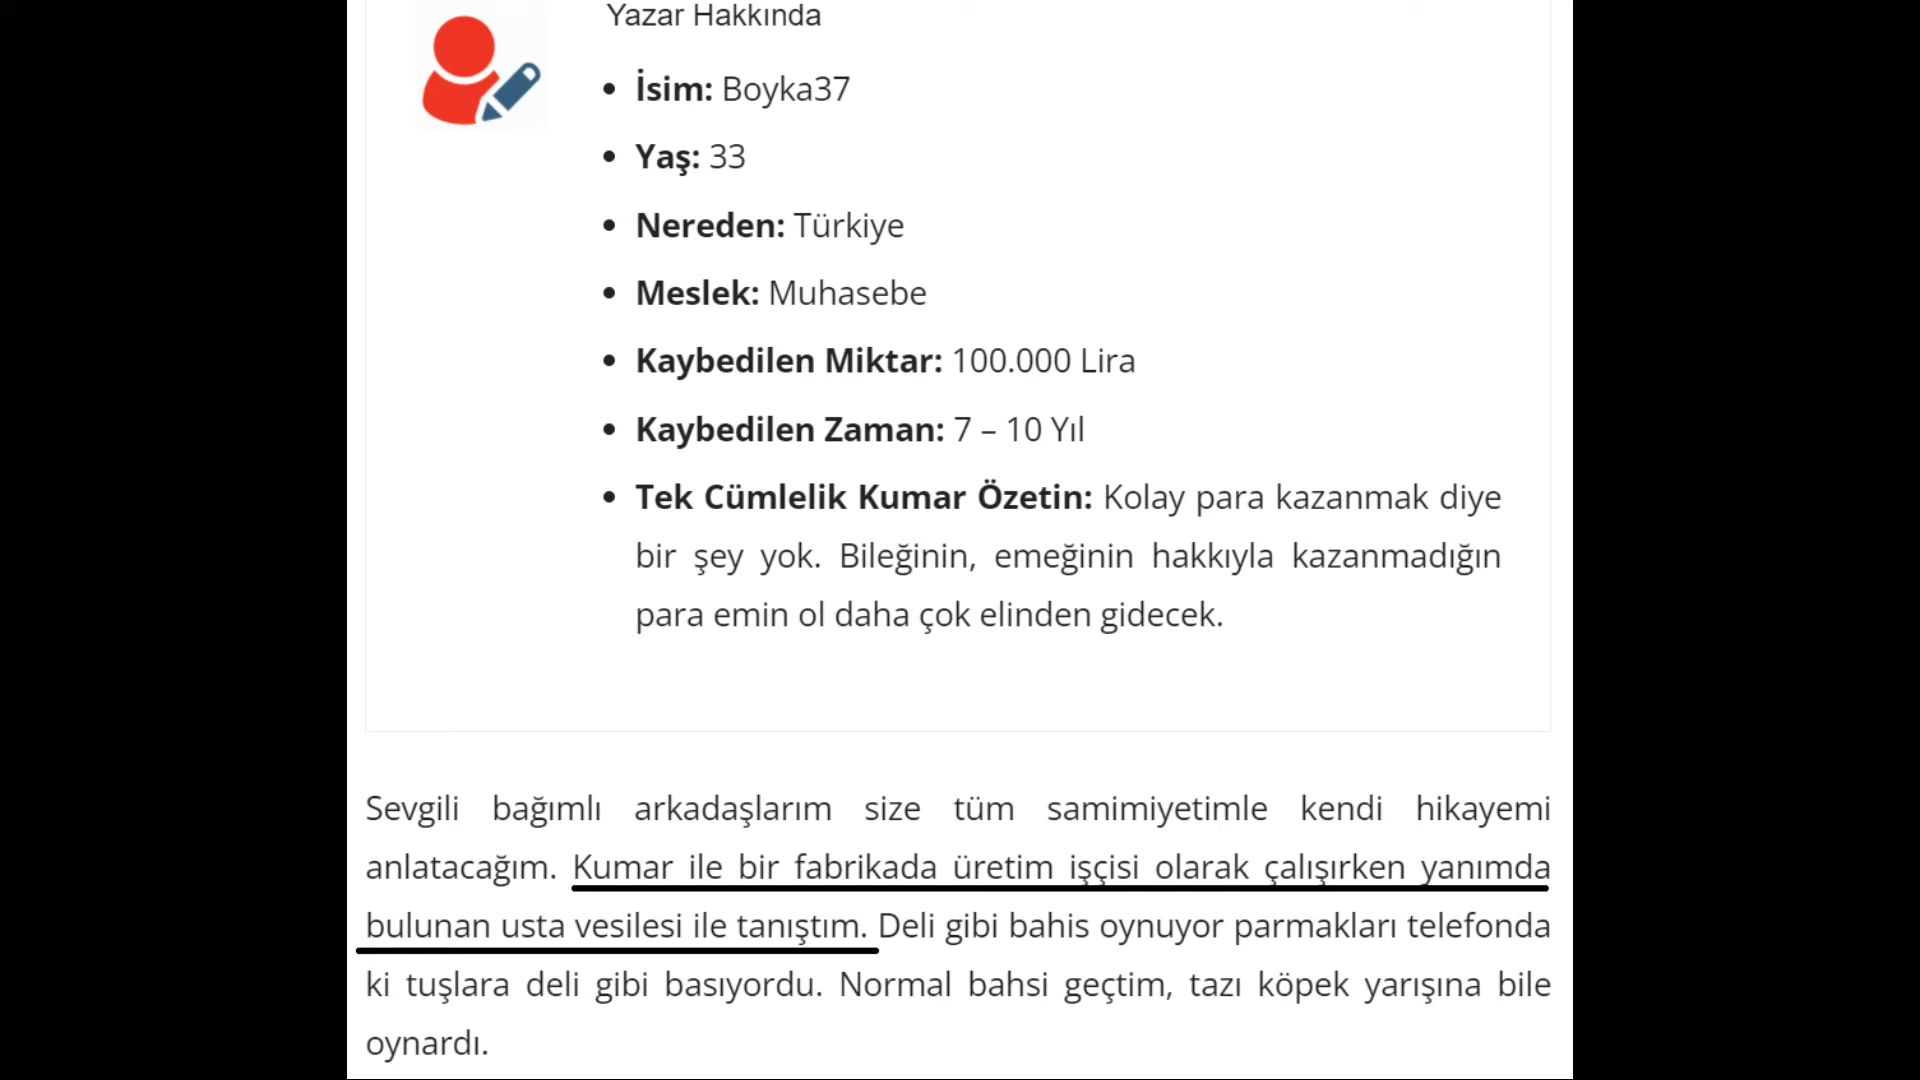 Yazar Hakkında
İsim: Boyka37
Yaş: 33
Nereden: Türkiye
Meslek: Muhasebe
Kaybedilen Miktar: 100.000 Lira
Kaybedilen Zaman: 7 – 10 Yıl
Tek Cümlelik Kumar Özetin: Kolay para kazanmak diye
bir şey yok. Bileğinin, emeğinin hakkıyla kazanmadığın
para emin ol daha çok elinden gidecek.
Sevgili bağımlı arkadaşlarım size tüm samimiyetimle kendi hikayemi
anlatacağım. Kumar ile bir fabrikada üretim işçisi olarak çalışırken yanımda
bulunan usta vesilesi ile tanıştım. Deli gibi bahis oynuyor parmakları telefonda
ki tuşlara deli gibi basıyordu. Normal bahsi geçtim, tazı köpek yarışına bile
oynardı.